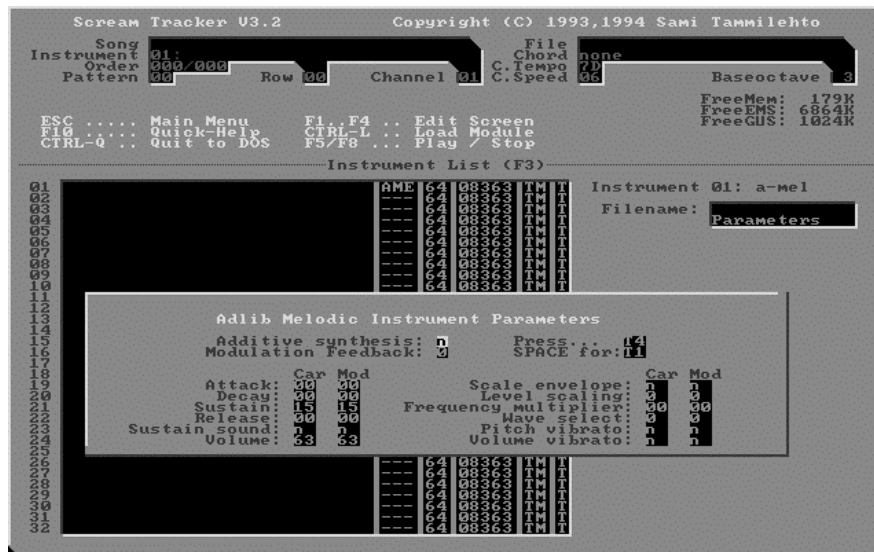 Scream Tracker V3.2 Copyright (C) 1993,1994 Sami Tammilehto
Song File
Instrument 01: Chord none
Order 000/000 C.Tempo 7D
Pattern 00 Row 00 Channel 01 C.Speed 06 Baseoctave 3
FreeMem: 179K
FreeEMS: 6864K
FreeGUS: 1024K
ESC ..... Main Menu F1..F4 .. Edit Screen
F10 ..... Quick-Help CTRL-L .. Load Module
CTRL-Q .. Quit to DOS F5/F8 ... Play / Stop
Instrument List (F3)
01 AME 64 08363 TM T Instrument 01: a-mel
02 --- 64 08363 TM T
03 --- 64 08363 TM T Filename:
04 --- 64 08363 TM T Parameters
05 --- 64 08363 TM T
06 --- 64 08363 TM T
07 --- 64 08363 TM T
08 --- 64 08363 TM T
09 --- 64 08363 TM T
10 --- 64 08363 TM T
11
12
13 Adlib Melodic Instrument Parameters
14
15 Additive synthesis: n Press... T4
16 Modulation Feedback: 0 SPACE for: T1
17
18 Car Mod Car Mod
19 Attack: 00 00 Scale envelope: n n
20 Decay: 00 00 Level scaling: 0 0
21 Sustain: 15 15 Frequency multiplier: 00 00
22 Release: 00 00 Wave select: 0 0
23 Sustain sound: n n Pitch vibrato: n n
24 Volume: 63 63 Volume vibrato: n n
25
26 --- 64 08363 TM T
27 --- 64 08363 TM T
28 --- 64 08363 TM T
29 --- 64 08363 TM T
30 --- 64 08363 TM T
31 --- 64 08363 TM T
32 --- 64 08363 TM T